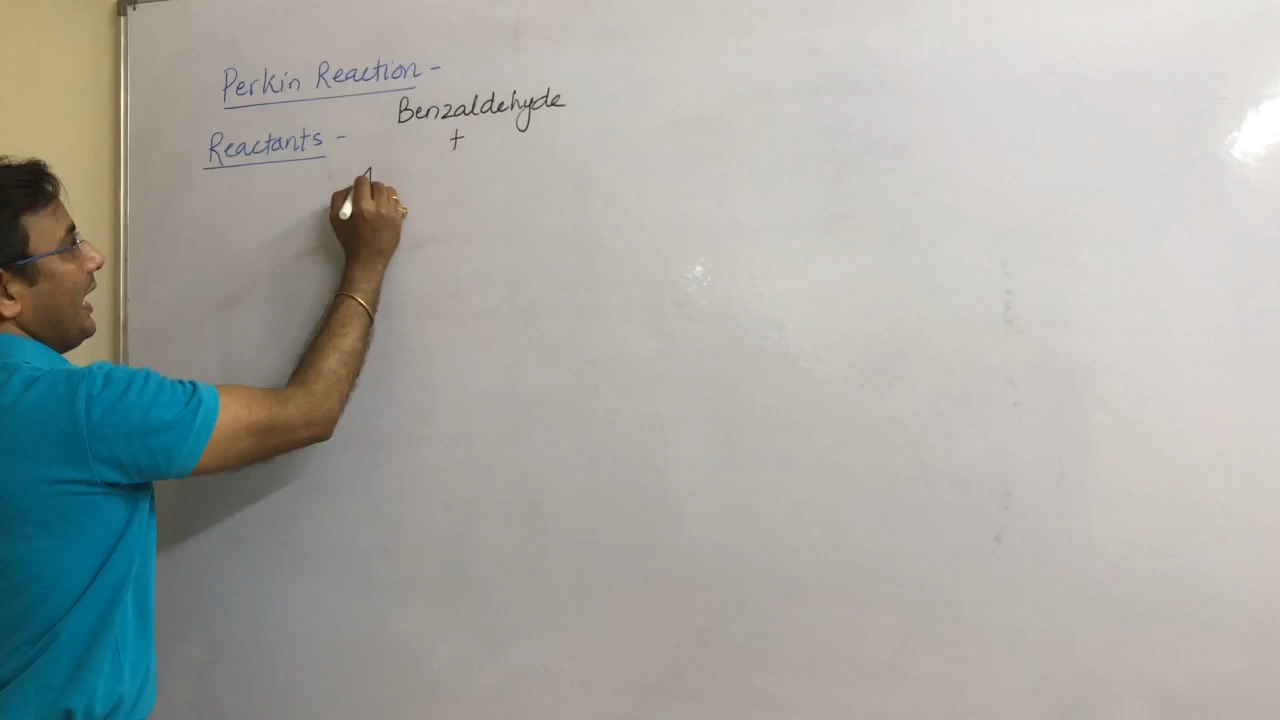 Perkin Reaction -
Benzaldehyde
Reactants -
+